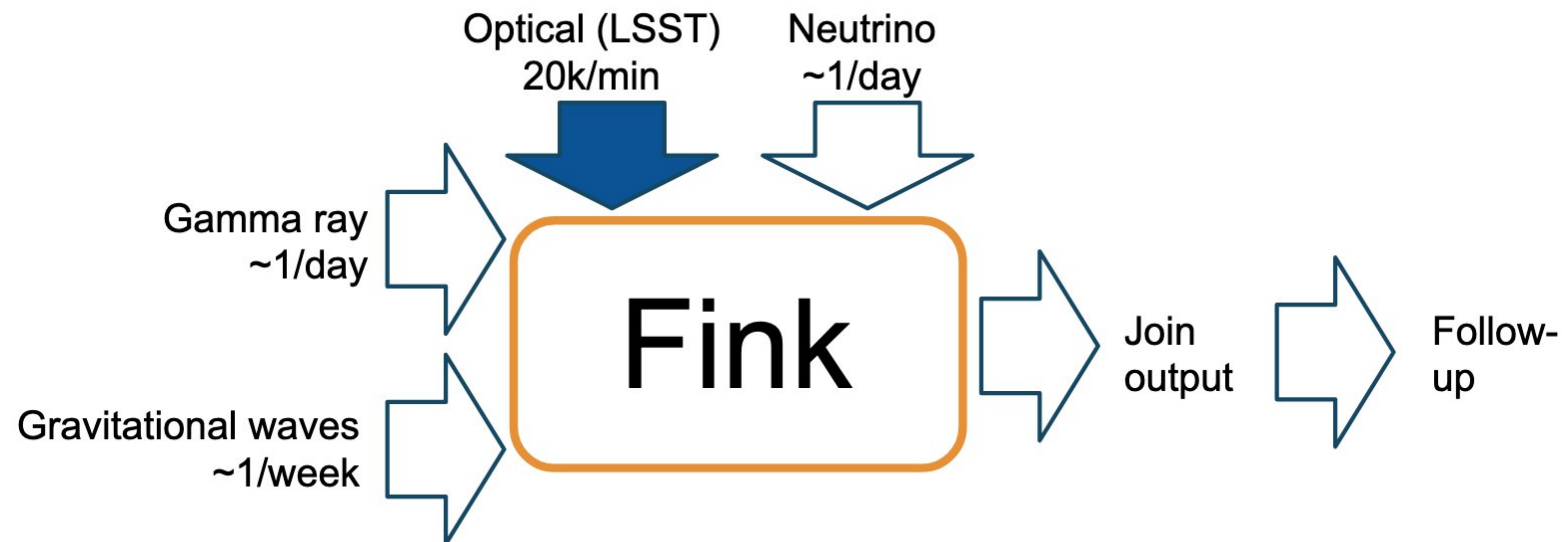 Optical (LSST)
20k/min
Neutrino
~1/day
Gamma ray
~1/day
Gravitational waves
~1/week
Fink
Join
output
Follow-
up